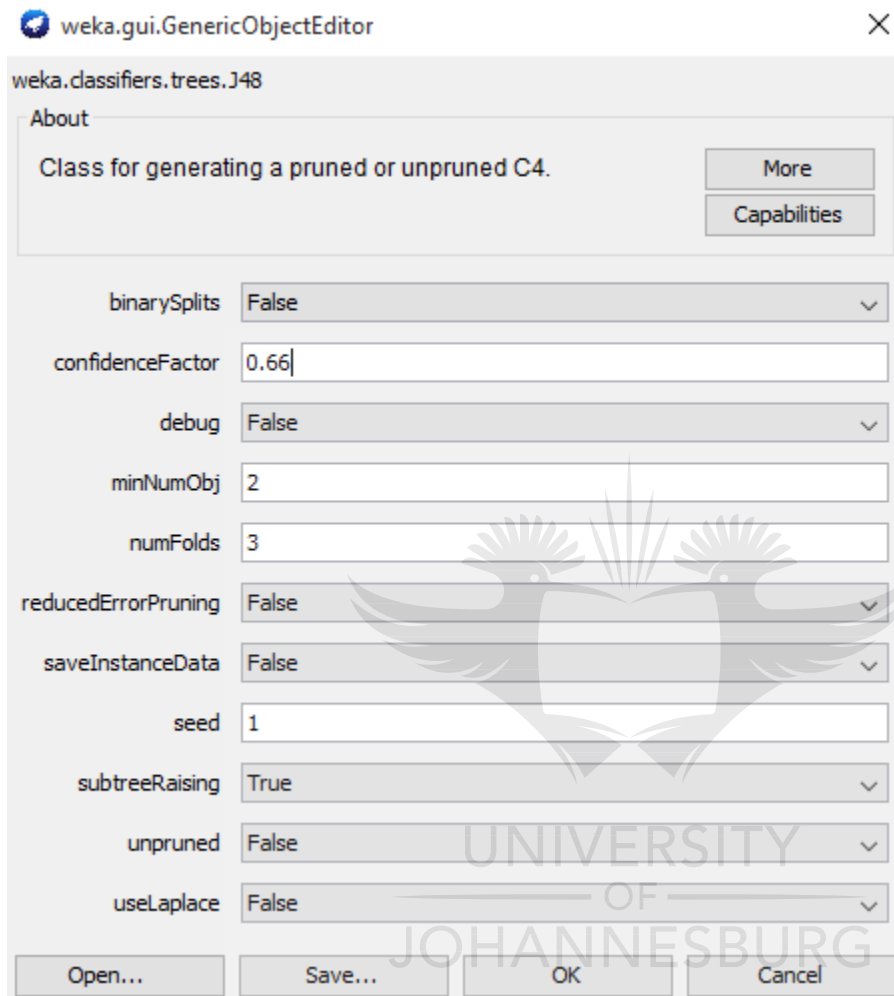 weka.gui.GenericObjectEditor
weka.classifiers.trees.J48
About
Class for generating a pruned or unpruned C4.
More
Capabilities
binarySplits False
confidenceFactor 0.66
debug False
minNumObj 2
numFolds 3
reducedErrorPruning False
saveInstanceData False
seed 1
subtreeRaising True
unpruned False
useLaplace False
UNIVERSITY
OF
JOHANNESBURG
Open... Save... OK Cancel